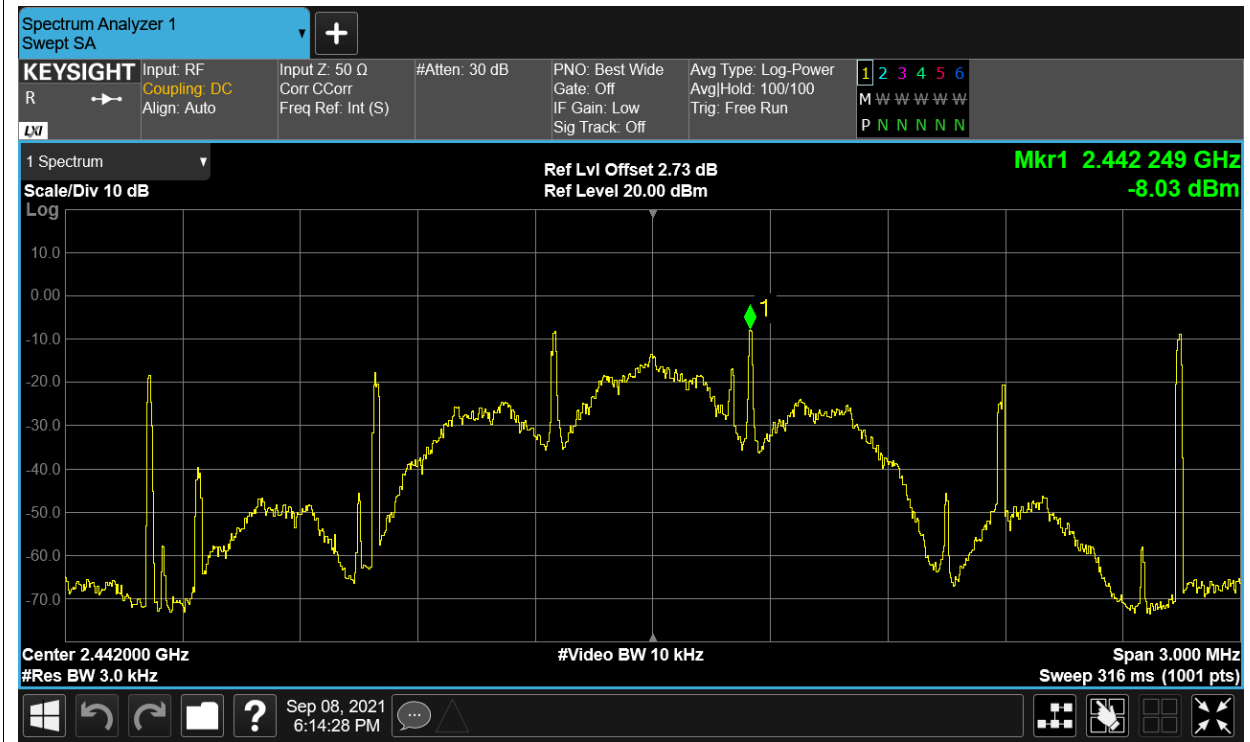 Spectrum Analyzer 1
Swept SA
KEYSIGHT
R
LXI
Input: RF
Coupling: DC
Align: Auto
Input Z: 50 Ω
Corr CCorr
Freq Ref: Int (S)
#Atten: 30 dB
PNO: Best Wide
Gate: Off
IF Gain: Low
Sig Track: Off
Avg Type: Log-Power
Avg|Hold: 100/100
Trig: Free Run
1 2 3 4 5 6
M W W W W W
P N N N N N
1 Spectrum
Scale/Div 10 dB
Log
Ref Lvl Offset 2.73 dB
Ref Level 20.00 dBm
Mkr1 2.442 249 GHz
-8.03 dBm
10.0
0.00
1
-10.0
-20.0
-30.0
-40.0
-50.0
-60.0
-70.0
Center 2.442000 GHz
#Res BW 3.0 kHz
#Video BW 10 kHz
Span 3.000 MHz
Sweep 316 ms (1001 pts)
?
Sep 08, 2021
6:14:28 PM